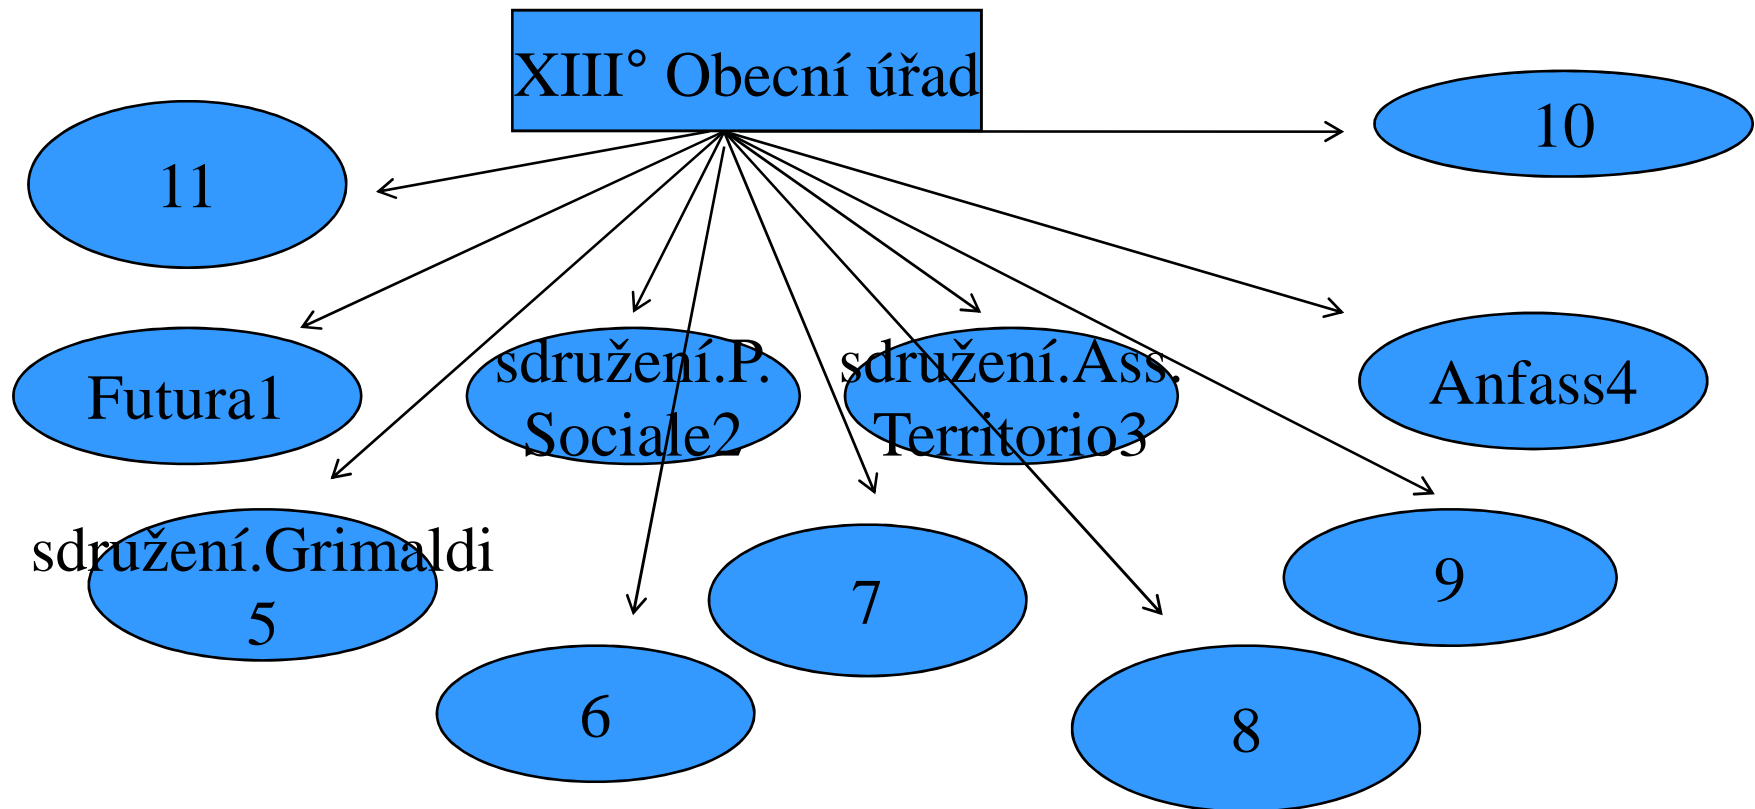 XIII° Obecní úřad
10
11
Futura1
sdružení.P.
Sociale2
sdružení.Ass.
Territorio3
Anfass4
sdružení.Grimaldi
5
6
7
8
9